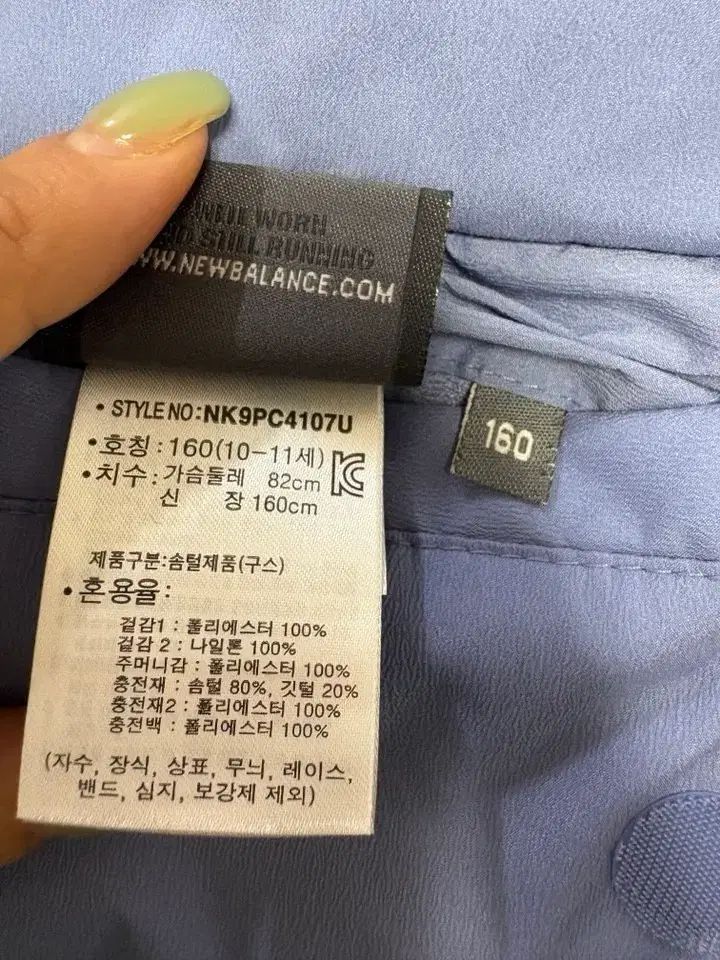 WELL WORN
AND STILL RUNNING
WWW.NEWBALANCE.COM
160
• STYLE NO : NK9PC4107U
• 호칭 : 160(10-11세)
• 치수 : 가슴둘레 82cm
신 장 160cm
제품구분:솜털제품(구스)
• 혼용율 :
겉감1 : 폴리에스터 100%
겉감 2 : 나일론 100%
주머니감 : 폴리에스터 100%
충전재 : 솜털 80%, 깃털 20%
충전재2 : 폴리에스터 100%
충전백 : 폴리에스터 100%
(자수, 장식, 상표, 무늬, 레이스,
밴드, 심지, 보강제 제외)